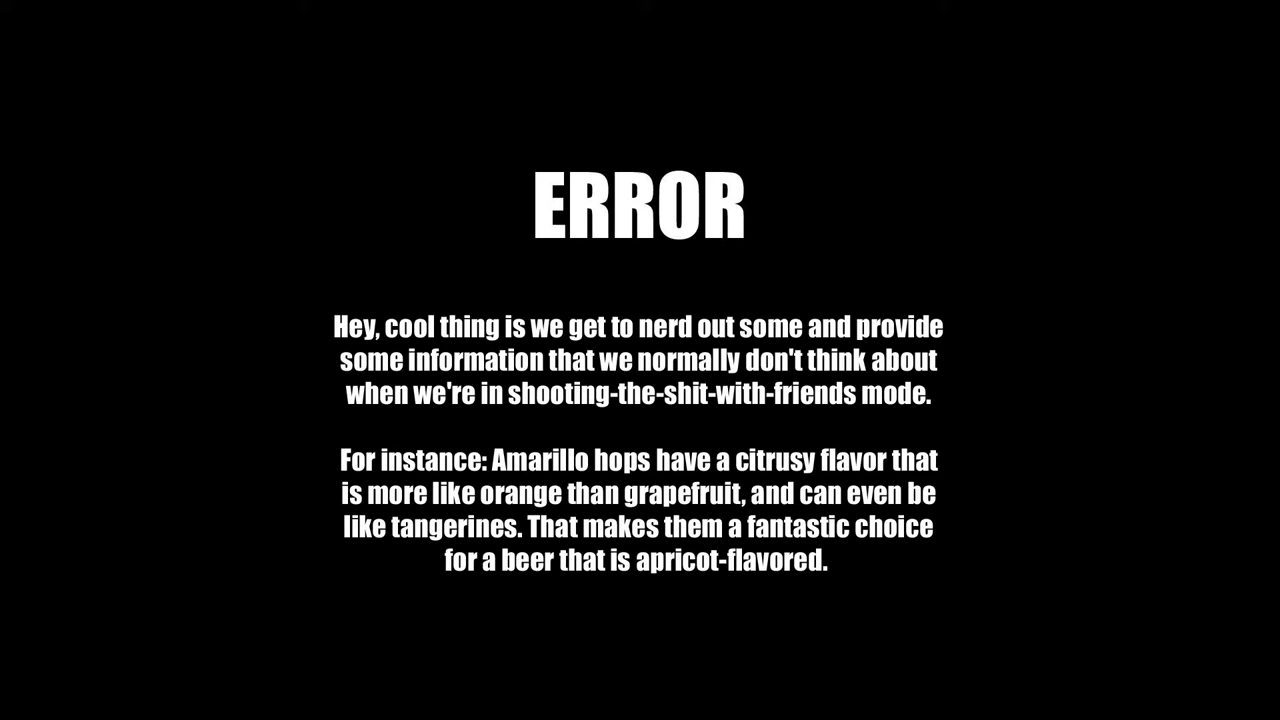 ERROR
Hey, cool thing is we get to nerd out some and provide
some information that we normally don't think about
when we're in shooting-the-shit-with-friends mode.
For instance: Amarillo hops have a citrusy flavor that
is more like orange than grapefruit, and can even be
like tangerines. That makes them a fantastic choice
for a beer that is apricot-flavored.